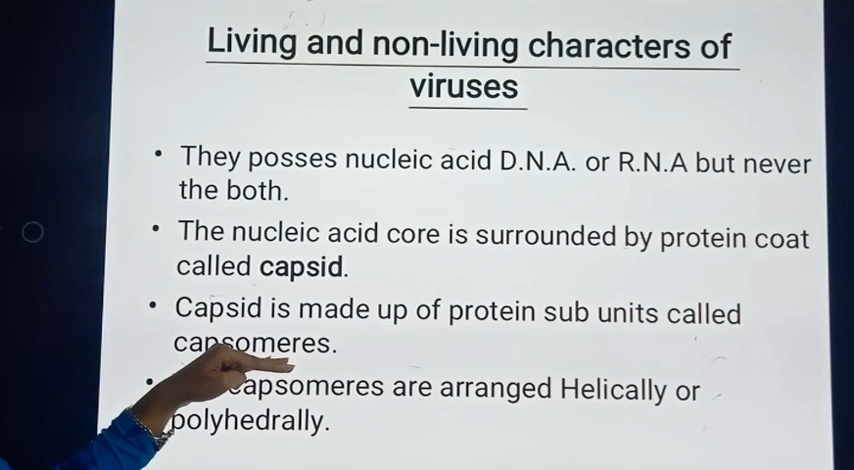 Living and non-living characters of
viruses
• They posses nucleic acid D.N.A. or R.N.A but never
the both.
• The nucleic acid core is surrounded by protein coat
called capsid.
• Capsid is made up of protein sub units called
capsomeres.
• capsomeres are arranged Helically or
polyhedrally.